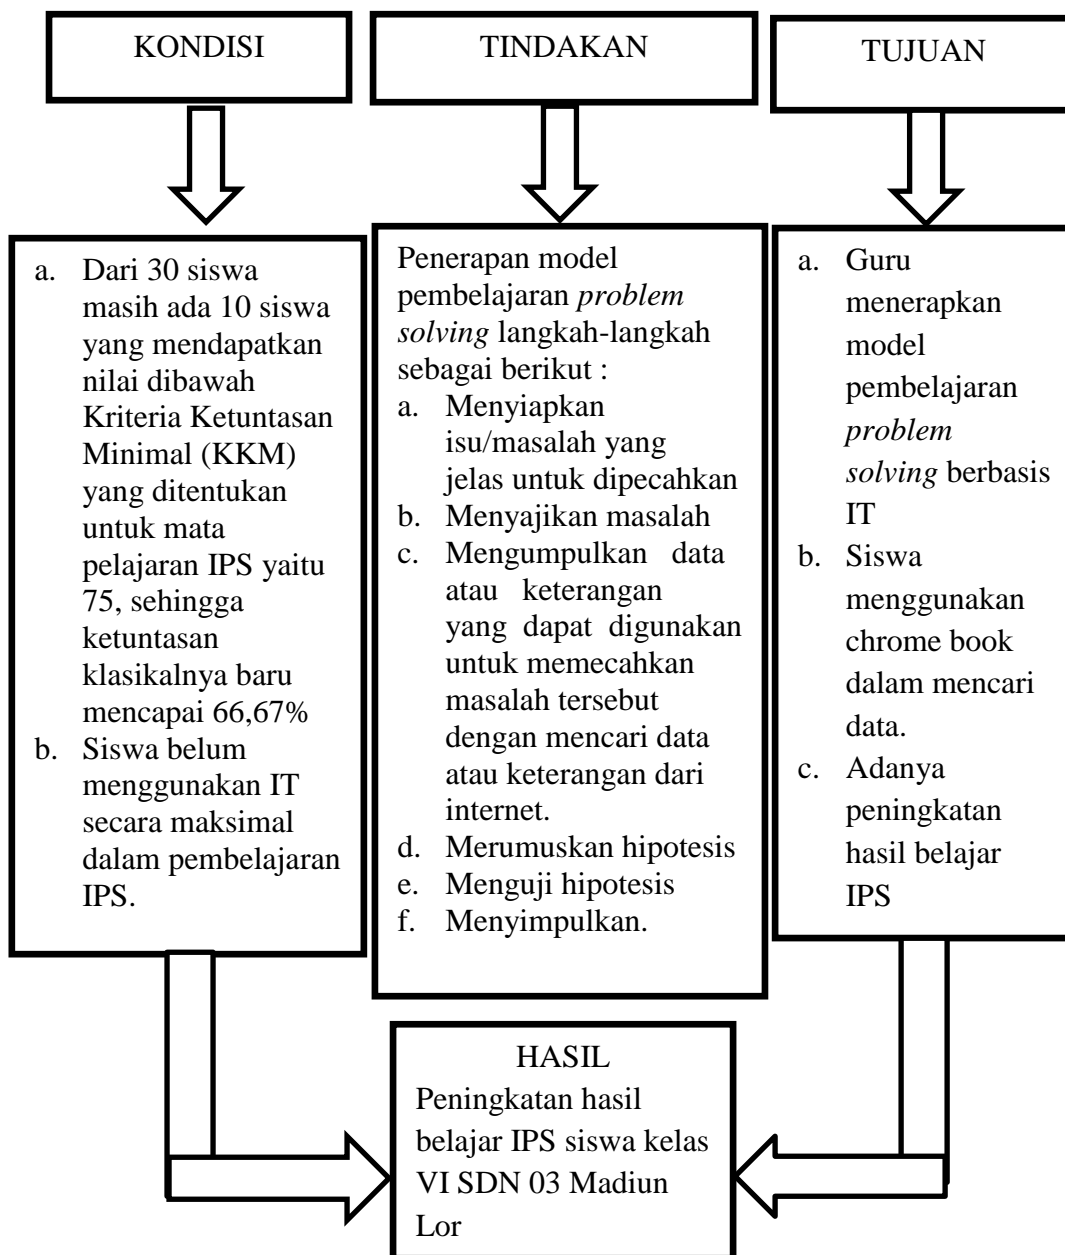 KONDISI
TINDAKAN
TUJUAN
a. Dari 30 siswa
masih ada 10 siswa
yang mendapatkan
nilai dibawah
Kriteria Ketuntasan
Minimal (KKM)
yang ditentukan
untuk mata
pelajaran IPS yaitu
75, sehingga
ketuntasan
klasikalnya baru
mencapai 66,67%
b. Siswa belum
menggunakan IT
secara maksimal
dalam pembelajaran
IPS.
Penerapan model
pembelajaran problem
solving langkah-langkah
sebagai berikut :
a. Menyiapkan
isu/masalah yang
jelas untuk dipecahkan
b. Menyajikan masalah
c. Mengumpulkan data
atau keterangan
yang dapat digunakan
untuk memecahkan
masalah tersebut
dengan mencari data
atau keterangan dari
internet.
d. Merumuskan hipotesis
e. Menguji hipotesis
f. Menyimpulkan.
a. Guru
menerapkan
model
pembelajaran
problem
solving berbasis
IT
b. Siswa
menggunakan
chrome book
dalam mencari
data.
c. Adanya
peningkatan
hasil belajar
IPS
HASIL
Peningkatan hasil
belajar IPS siswa kelas
VI SDN 03 Madiun
Lor